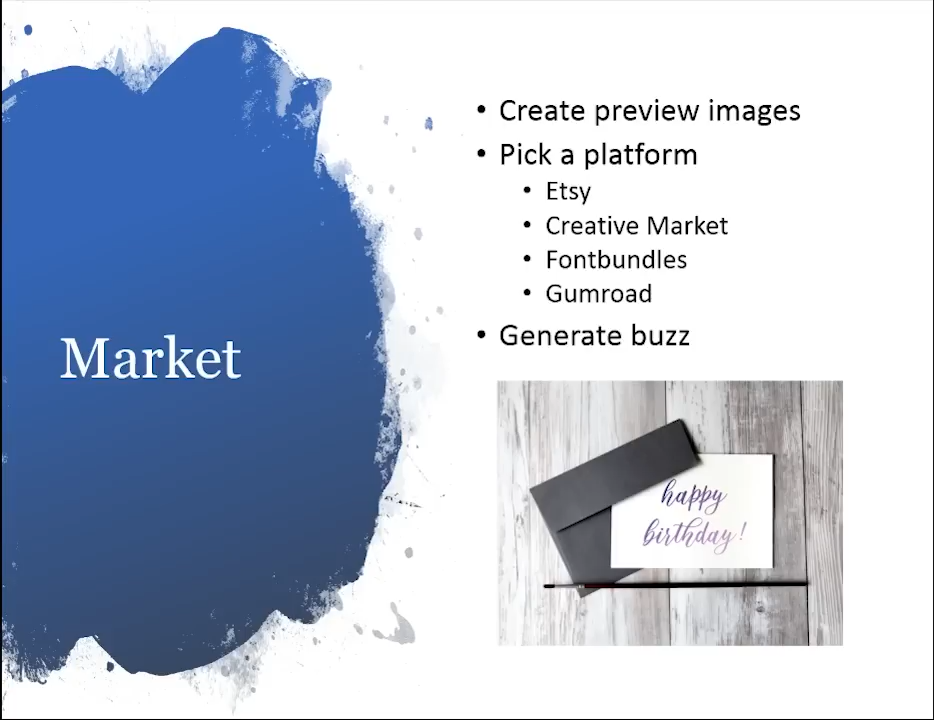 Market
• Create preview images
• Pick a platform
• Etsy
• Creative Market
• Fontbundles
• Gumroad
• Generate buzz
happy
birthday!